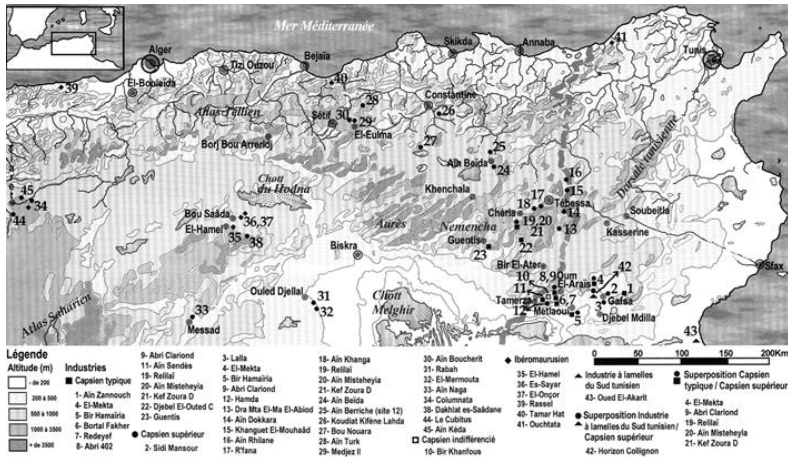 Mer Méditerranée
Alger
El-Bouleïda
Tizi Ouzou
Bejaïa
Skikda
Annaba
Tunis
Constantine
Sétif
El-Eulma
Atlas Tellien
Borj Bou Arreridj
Aïn Beïda
Khenchala
Dorsale tunisienne
Chott du Hodna
Bou Saâda
El-Hamel
Aurès
Nemencha
Chéria
Tébessa
Guentis
Soubeitla
Kasserine
Biskra
Bir El-Ater
Oum El-Araïs
Sfax
Ouled Djellal
Chott Melghir
Tamerza
Métlaoui
Gafsa
Djebel Mdilla
Atlas Saharien
Messad
0 50 100 200Km
Légende
Altitude (m)
- de 200
200 à 500
500 à 1000
1000 à 3500
+ de 3500
Industries
Capsien typique
1- Aïn Zannouch
4- El-Mekta
5- Bir Hamaïria
6- Bortal Fakher
7- Redeyef
8- Abri 402
9- Abri Clariond
11- Aïn Sendès
19- Relilaï
20- Aïn Misteheyia
21- Kef Zoura D
22- Djebel El-Outed C
23- Guentis
Capsien supérieur
2- Sidi Mansour
3- Lalla
4- El-Mekta
5- Bir Hamaïria
9- Abri Clariond
12- Hamda
13- Dra Mta El-Ma El-Abiod
14- Aïn Dokkara
15- Khanguet El-Mouhaâd
16- Aïn Rhilane
17- R'fana
18- Aïn Khanga
19- Relilaï
20- Aïn Misteheyia
21- Kef Zoura D
24- Aïn Beïda
25- Aïn Berriche (site 12)
26- Koudiat Kifène Lahda
27- Bou Nouara
28- Aïn Turk
29- Medjez II
30- Aïn Boucherit
31- Rabah
32- El-Mermouta
33- Aïn Naga
34- Columnata
38- Dakhlat es-Saâdane
44- Le Cubitus
45- Aïn Kéda
Capsien indifférencié
10- Bir Khanfous
Ibéromaurusien
35- El-Hamel
36- Es-Sayar
37- El-Onçor
39- Rassel
40- Tamar Hat
41- Ouchtata
Industrie à lamelles
du Sud tunisien
43- Oued El-Akarit
Superposition Industrie
à lamelles du Sud tunisien /
Capsien supérieur
42- Horizon Collignon
Superposition Capsien
typique / Capsien supérieur
4- El-Mekta
9- Abri Clariond
19- Relilaï
20- Aïn Misteheyia
21- Kef Zoura D